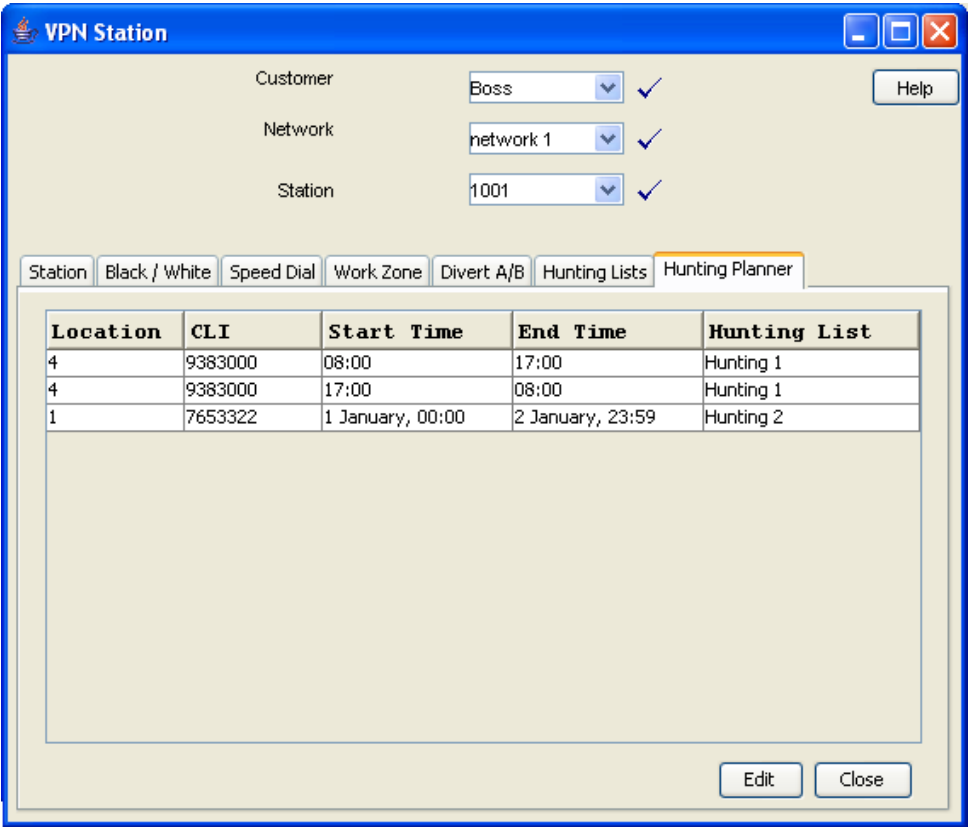 VPN Station
Customer Boss Help
Network network 1
Station 1001
Station Black / White Speed Dial Work Zone Divert A/B Hunting Lists Hunting Planner
Location CLI Start Time End Time Hunting List
4 9383000 08:00 17:00 Hunting 1
4 9383000 17:00 08:00 Hunting 1
1 7653322 1 January, 00:00 2 January, 23:59 Hunting 2
Edit Close